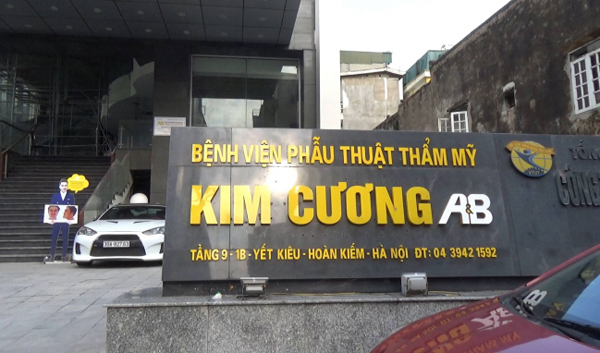 BỆNH VIỆN PHẪU THUẬT THẨM MỸ
KIM CƯƠNG A&B
TẦNG 9 - 1B - YẾT KIÊU - HOÀN KIẾM - HÀ NỘI ĐT: 04 3942 1592